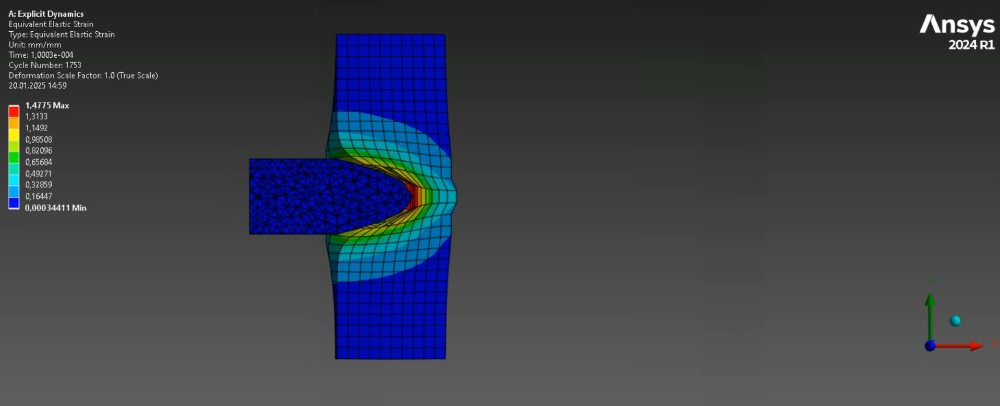 A: Explicit Dynamics
Equivalent Elastic Strain
Type: Equivalent Elastic Strain
Unit: mm/mm
Time: 1,0003e-004
Cycle Number: 1753
Deformation Scale Factor: 1.0 (True Scale)
20.01.2025 14:59
1,4775 Max
1,3133
1,1492
0,98508
0,82096
0,65684
0,49271
0,32859
0,16447
0,00034411 Min
Ansys
2024 R1
Y
X